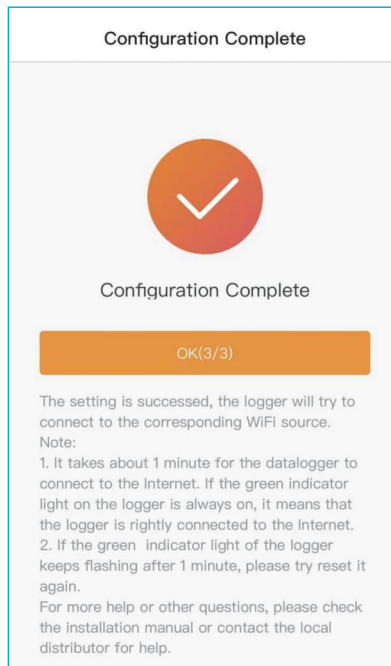 Configuration Complete
Configuration Complete
OK(3/3)
The setting is successed, the logger will try to
connect to the corresponding WiFi source.
Note:
1. It takes about 1 minute for the datalogger to
connect to the Internet. If the green indicator
light on the logger is always on, it means that
the logger is rightly connected to the Internet.
2. If the green indicator light of the logger
keeps flashing after 1 minute, please try reset it
again.
For more help or other questions, please check
the installation manual or contact the local
distributor for help.